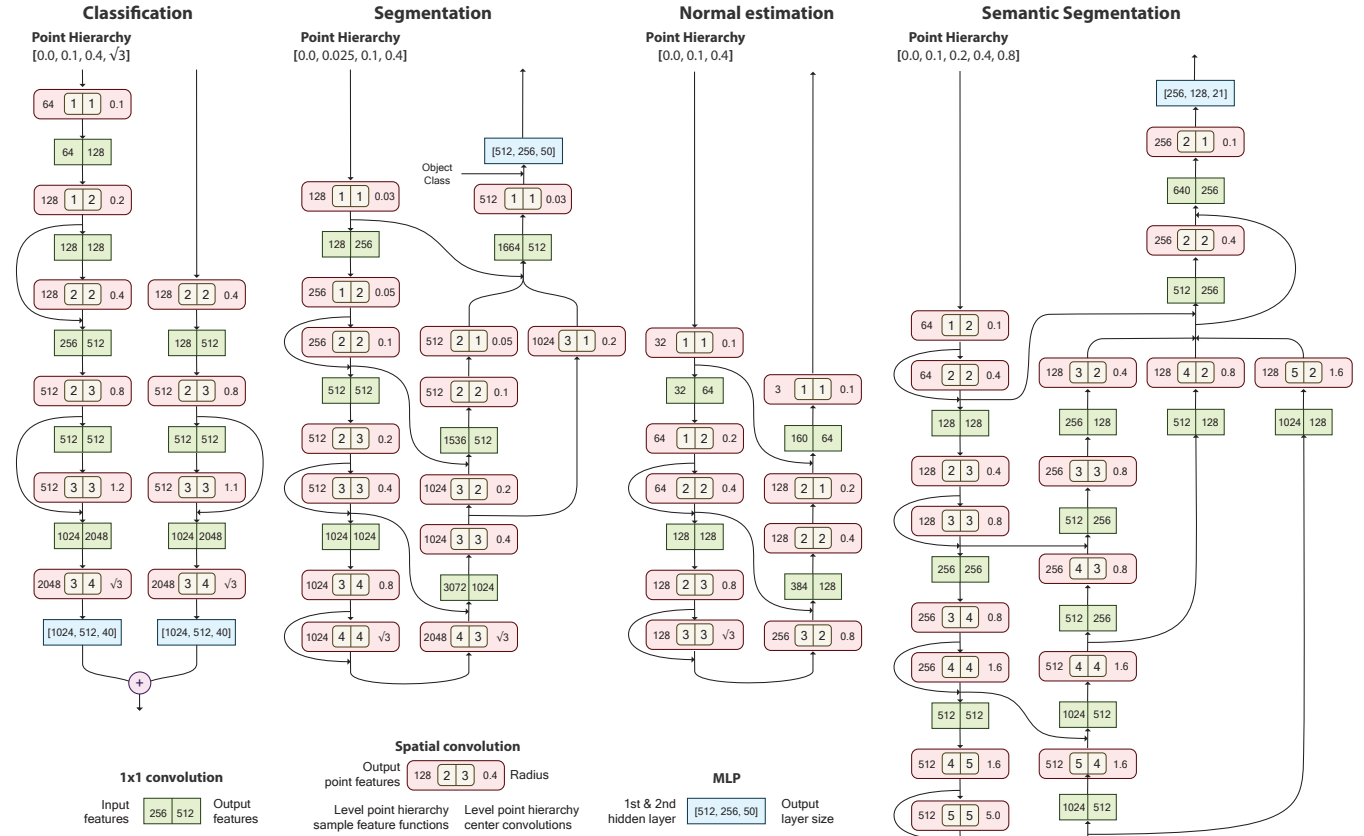 Classification
Point Hierarchy
[0.0, 0.1, 0.4, √3]
64 1 1 0.1
64 128
128 1 2 0.2
128 128
128 2 2 0.4
128 2 2 0.4
256 512
128 512
512 2 3 0.8
512 2 3 0.8
512 512
512 512
512 3 3 1.2
512 3 3 1.1
1024 2048
1024 2048
2048 3 4 √3
2048 3 4 √3
[1024, 512, 40]
[1024, 512, 40]
+
Segmentation
Point Hierarchy
[0.0, 0.025, 0.1, 0.4]
128 1 1 0.03
128 256
256 1 2 0.05
256 2 2 0.1
512 512
512 2 3 0.2
512 3 3 0.4
1024 1024
1024 3 4 0.8
1024 4 4 √3
[512, 256, 50]
Object
Class
512 1 1 0.03
1664 512
512 2 1 0.05
1024 3 1 0.2
512 2 2 0.1
1536 512
1024 3 2 0.2
1024 3 3 0.4
3072 1024
2048 4 3 √3
Normal estimation
Point Hierarchy
[0.0, 0.1, 0.4]
32 1 1 0.1
32 64
64 1 2 0.2
64 2 2 0.4
128 128
128 2 3 0.8
128 3 3 √3
3 1 1 0.1
160 64
128 2 1 0.2
128 2 2 0.4
384 128
256 3 2 0.8
Semantic Segmentation
Point Hierarchy
[0.0, 0.1, 0.2, 0.4, 0.8]
64 1 2 0.1
64 2 2 0.4
128 128
128 2 3 0.4
128 3 3 0.8
256 256
256 3 4 0.8
256 4 4 1.6
512 512
512 4 5 1.6
512 5 5 5.0
[256, 128, 21]
256 2 1 0.1
640 256
256 2 2 0.4
512 256
128 3 2 0.4
128 4 2 0.8
128 5 2 1.6
256 128
512 128
1024 128
256 3 3 0.8
512 256
256 4 3 0.8
512 256
512 4 4 1.6
1024 512
512 5 4 1.6
1024 512
1x1 convolution
Input
features
256 512
Output
features
Spatial convolution
Output
point features
128 2 3 0.4
Radius
Level point hierarchy
sample feature functions
Level point hierarchy
center convolutions
MLP
1st & 2nd
hidden layer
[512, 256, 50]
Output
layer size